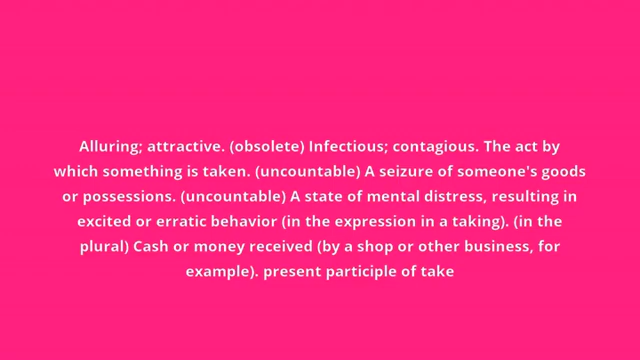 Alluring; attractive. (obsolete) Infectious; contagious. The act by
which something is taken. (uncountable) A seizure of someone's goods
or possessions. (uncountable) A state of mental distress, resulting in
excited or erratic behavior (in the expression in a taking). (in the
plural) Cash or money received (by a shop or other business, for
example). present participle of take